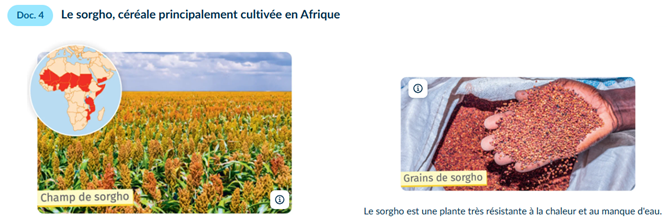 Doc. 4 Le sorgho, céréale principalement cultivée en Afrique
Champ de sorgho
Grains de sorgho
Le sorgho est une plante très résistante à la chaleur et au manque d'eau.